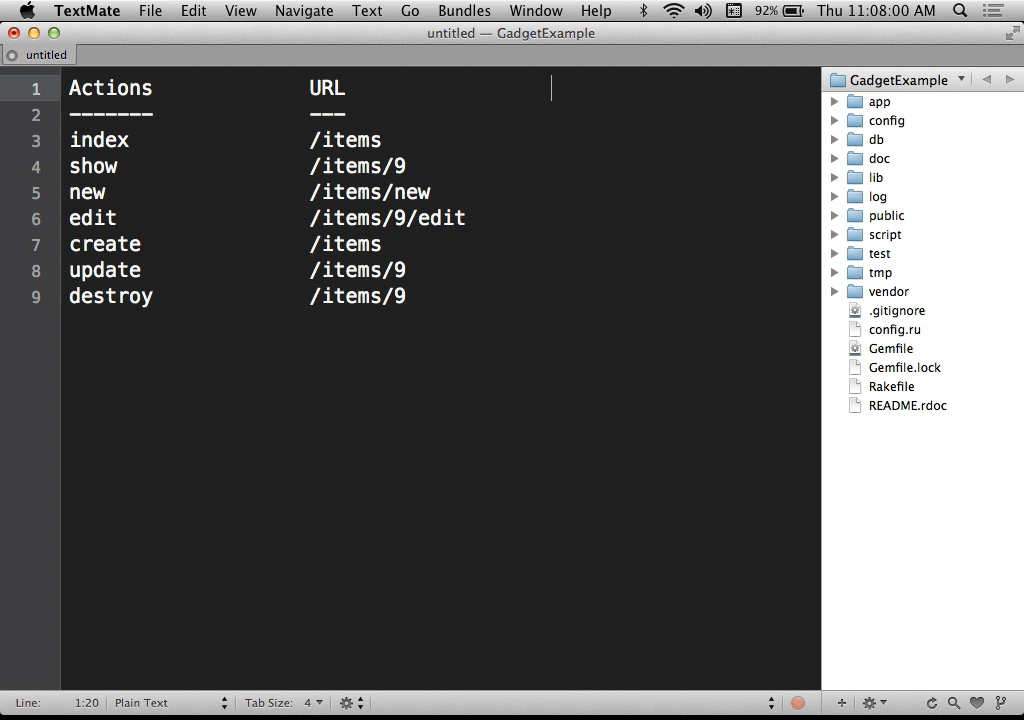 TextMate File Edit View Navigate Text Go Bundles Window Help 92% Thu 11:08:00 AM
untitled — GadgetExample
untitled
1 Actions URL
2 ------- ---
3 index /items
4 show /items/9
5 new /items/new
6 edit /items/9/edit
7 create /items
8 update /items/9
9 destroy /items/9
GadgetExample
app
config
db
doc
lib
log
public
script
test
tmp
vendor
.gitignore
config.ru
Gemfile
Gemfile.lock
Rakefile
README.rdoc
Line: 1:20 Plain Text Tab Size: 4